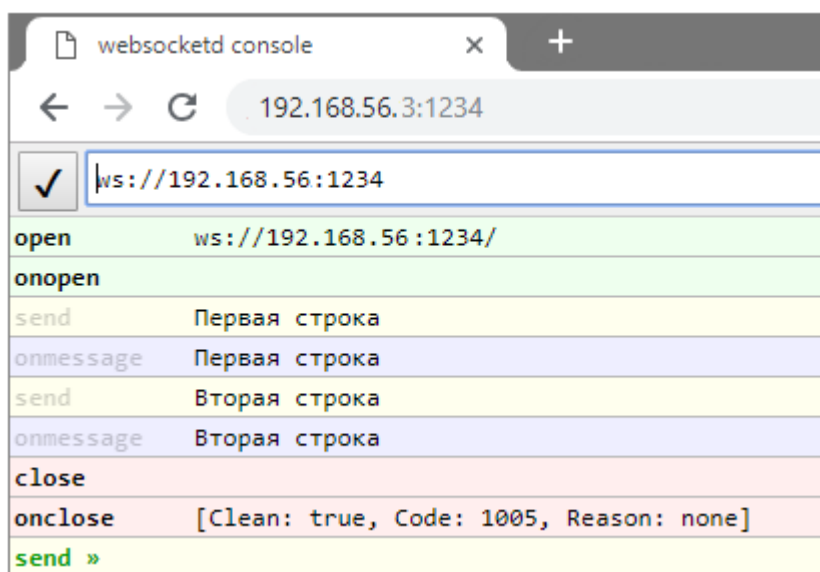 websocketd console
192.168.56.3:1234
ws://192.168.56:1234
open ws://192.168.56:1234/
onopen
send Первая строка
onmessage Первая строка
send Вторая строка
onmessage Вторая строка
close
onclose [Clean: true, Code: 1005, Reason: none]
send »